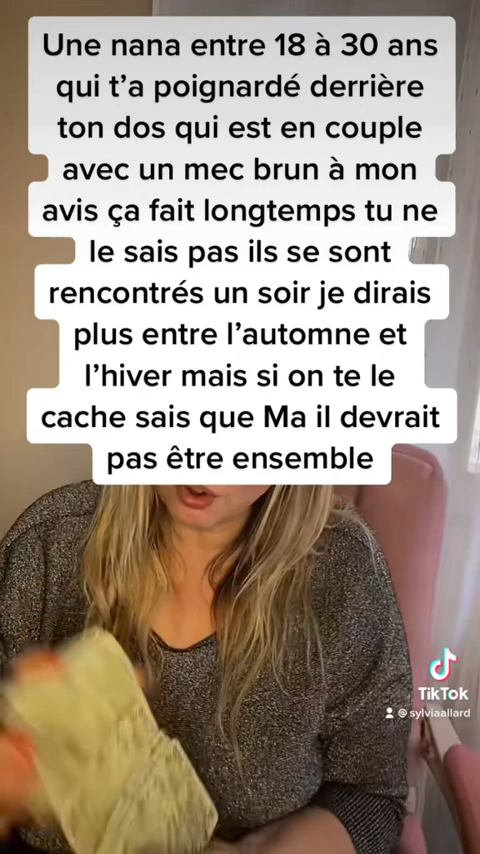 Une nana entre 18 à 30 ans
qui t’a poignardé derrière
ton dos qui est en couple
avec un mec brun à mon
avis ça fait longtemps tu ne
le sais pas ils se sont
rencontrés un soir je dirais
plus entre l’automne et
l’hiver mais si on te le
cache sais que Ma il devrait
pas être ensemble
TikTok
@ sylviaallard